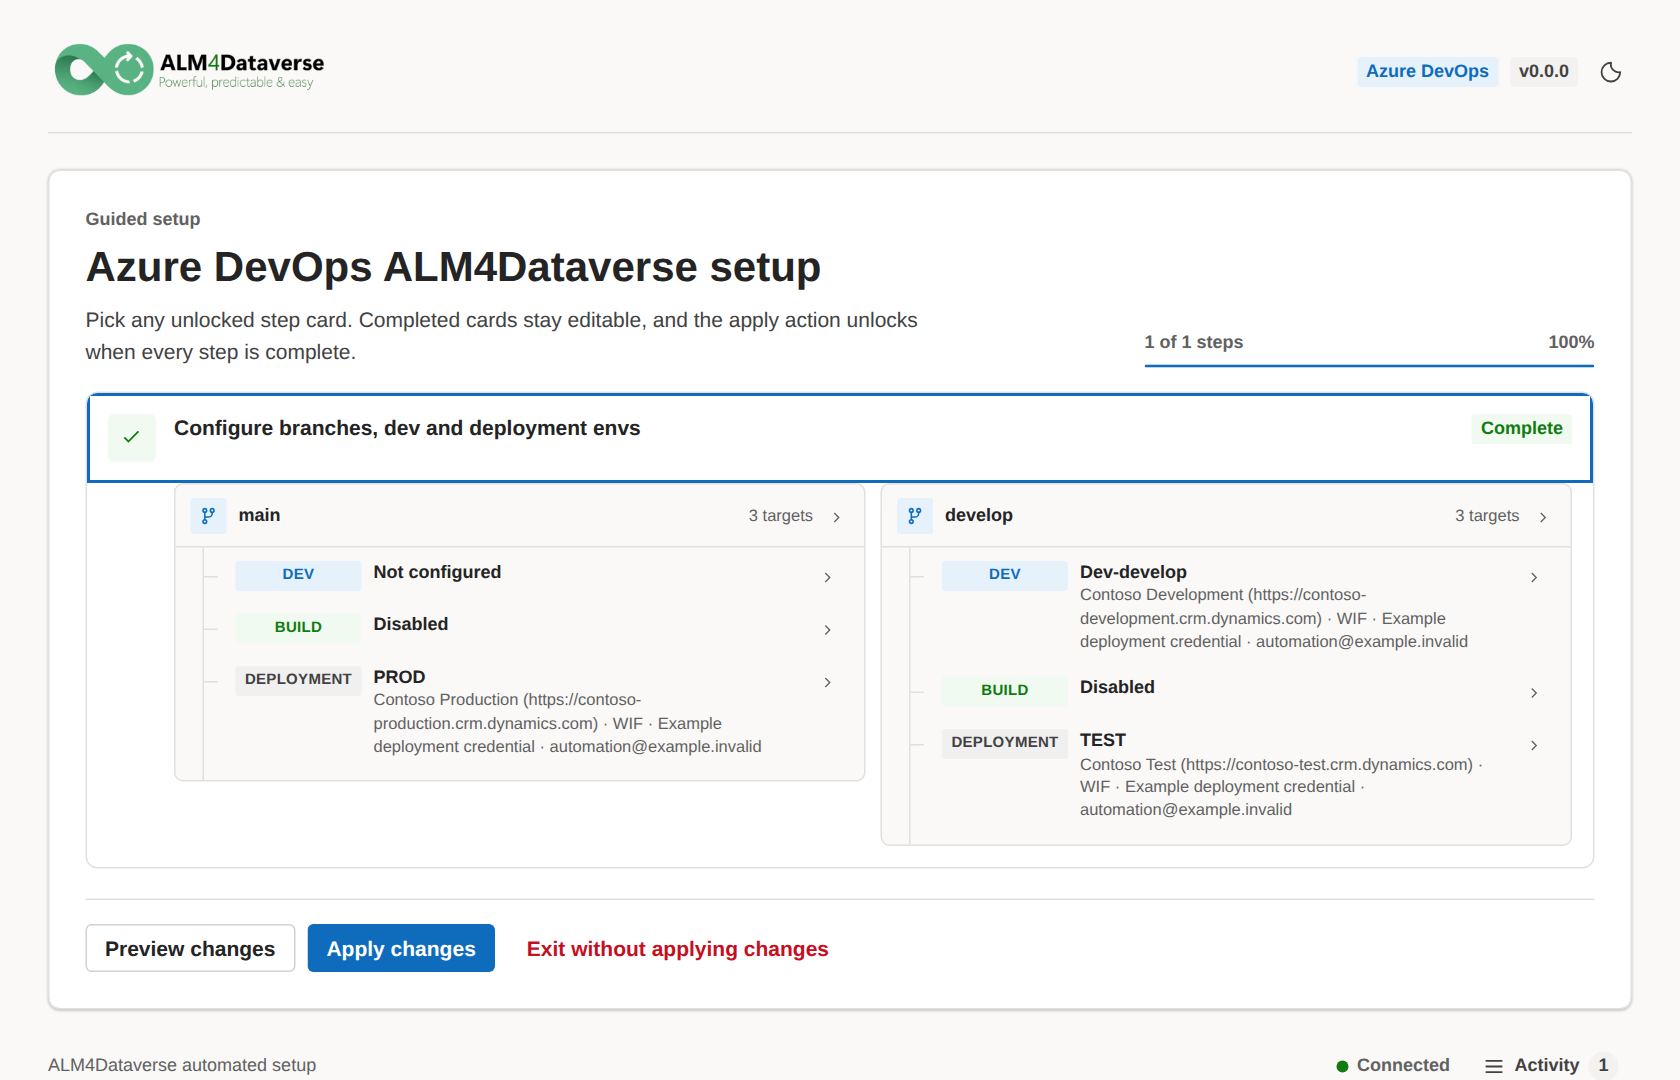 ALM4Dataverse
Powerful, predictable & easy
Azure DevOps
v0.0.0
Guided setup
Azure DevOps ALM4Dataverse setup
Pick any unlocked step card. Completed cards stay editable, and the apply action unlocks
when every step is complete.
1 of 1 steps
100%
Configure branches, dev and deployment envs
Complete
main
3 targets
DEV
Not configured
BUILD
Disabled
DEPLOYMENT
PROD
Contoso Production (https://contoso-
production.crm.dynamics.com) · WIF · Example
deployment credential · automation@example.invalid
develop
3 targets
DEV
Dev-develop
Contoso Development (https://contoso-
development.crm.dynamics.com) · WIF · Example
deployment credential · automation@example.invalid
BUILD
Disabled
DEPLOYMENT
TEST
Contoso Test (https://contoso-test.crm.dynamics.com) ·
WIF · Example deployment credential ·
automation@example.invalid
Preview changes
Apply changes
Exit without applying changes
ALM4Dataverse automated setup
Connected
Activity
1